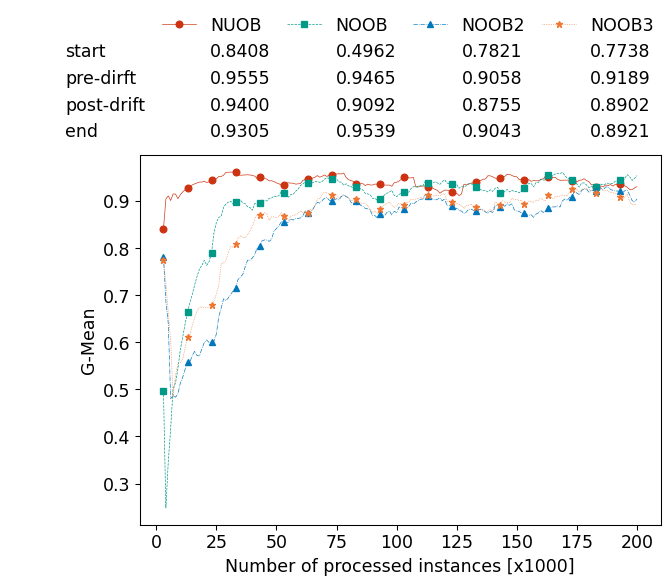 NUOB NOOB NOOB2 NOOB3
start 0.8408 0.4962 0.7821 0.7738
pre-dirft 0.9555 0.9465 0.9058 0.9189
post-drift 0.9400 0.9092 0.8755 0.8902
end 0.9305 0.9539 0.9043 0.8921
0.9
0.8
0.7
0.6
0.5
0.4
0.3
G-Mean
0 25 50 75 100 125 150 175 200
Number of processed instances [x1000]